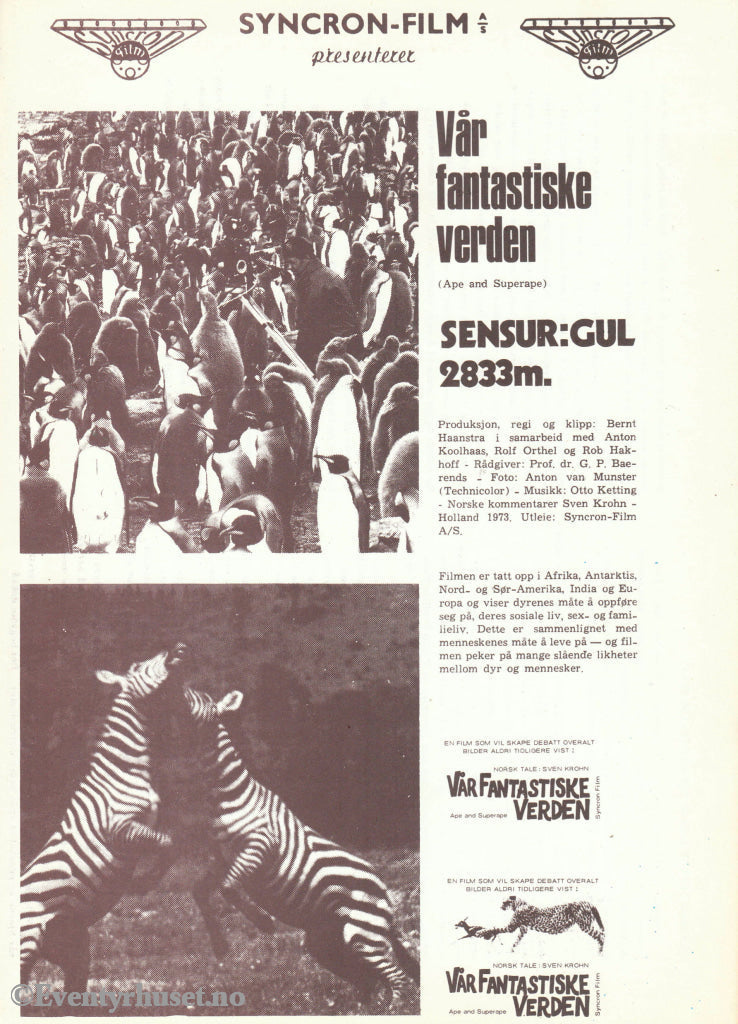 Syncron
film
SYNCRON-FILM A/S
presenterer
Syncron
film
Vår
fantastiske
verden
(Ape and Superape)
SENSUR:GUL
2833m.
Produksjon, regi og klipp: Bernt
Haanstra i samarbeid med Anton
Koolhaas, Rolf Orthel og Rob Hak-
hoff - Rådgiver: Prof. dr. G. P. Bae-
rends - Foto: Anton van Munster
(Technicolor) - Musikk: Otto Ketting
- Norske kommentarer Sven Krohn -
Holland 1973. Utleie: Syncron-Film
A/S.
Filmen er tatt opp i Afrika, Antarktis,
Nord- og Sør-Amerika, India og Eu-
ropa og viser dyrenes måte å oppføre
seg på, deres sosiale liv, sex- og fami-
lieliv. Dette er sammenlignet med
menneskenes måte å leve på — og fil-
men peker på mange slående likheter
mellom dyr og mennesker.
EN FILM SOM VIL SKAPE DEBATT OVERALT
BILDER ALDRI TIDLIGERE VIST !
NORSK TALE : SVEN KROHN
VÅR FANTASTISKE
Ape and Superape VERDEN
Syncron Film
EN FILM SOM VIL SKAPE DEBATT OVERALT
BILDER ALDRI TIDLIGERE VIST !
NORSK TALE : SVEN KROHN
VÅR FANTASTISKE
Ape and Superape VERDEN
Syncron Film
©Eventyrhuset.no